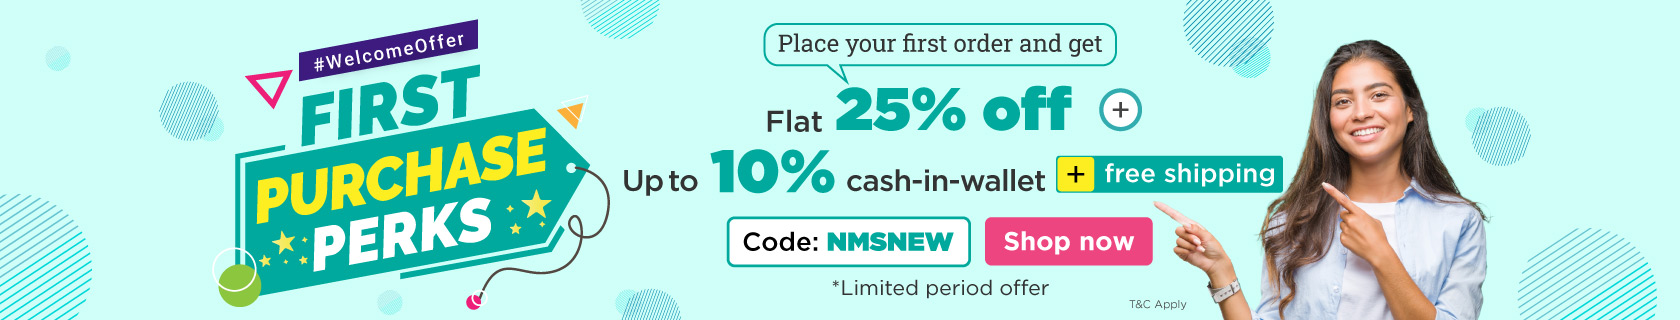 #WelcomeOffer
FIRST
PURCHASE
PERKS
Place your first order and get
Flat 25% off +
Up to 10% cash-in-wallet + free shipping
Code: NMSNEW Shop now
*Limited period offer
T&C Apply